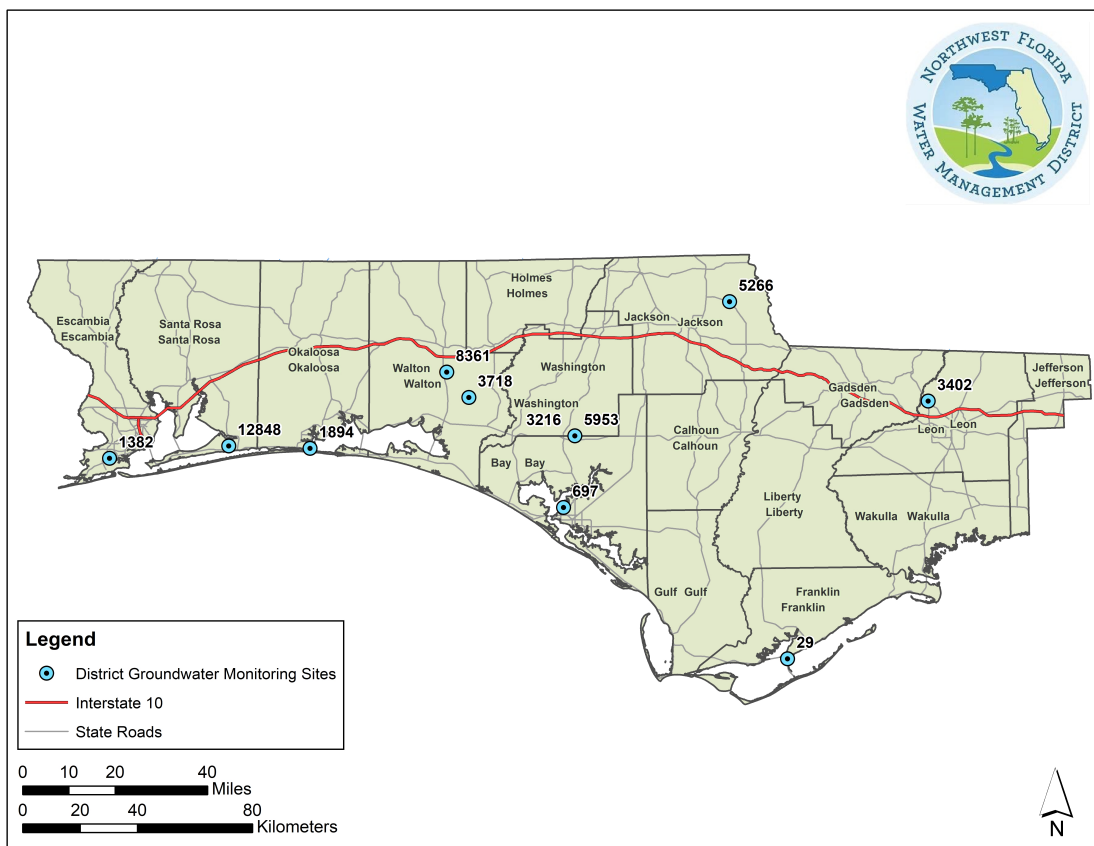 NORTHWEST FLORIDA
WATER MANAGEMENT DISTRICT
Holmes
Holmes
5266
Escambia
Escambia
Santa Rosa
Santa Rosa
Jackson
Jackson
Okaloosa
Okaloosa
8361
Walton
Walton
Washington
Jefferson
Jefferson
3718
Gadsden
Gadsden
3402
Washington
3216
5953
Calhoun
Calhoun
Leon
Leon
1382
12848
1894
Bay
Bay
697
Liberty
Liberty
Wakulla
Wakulla
Gulf
Gulf
Franklin
Franklin
29
Legend
District Groundwater Monitoring Sites
Interstate 10
State Roads
0 10 20 40
Miles
0 20 40 80
Kilometers
N